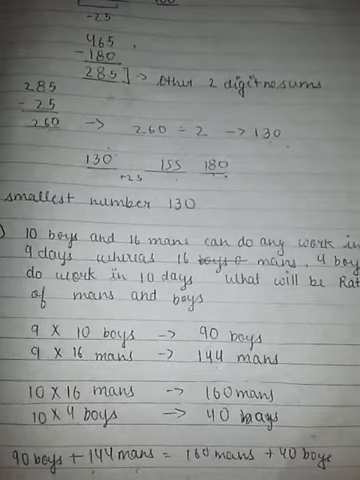 -25
465
- 180
285 ] -> other 2 digit no sums
285
- 25
260 -> 260 ÷ 2 -> 130
130 155 180
+25
smallest number 130
) 10 boys and 16 mans can do any work in
9 days whereas 16 mans, 4 boy
do work in 10 days what will be Rat
of mans and boys
9 × 10 boys -> 90 boys
9 × 16 mans -> 144 mans
10 × 16 mans -> 160 mans
10 × 4 boys -> 40 boys
90 boys + 144 mans = 160 mans + 40 boys